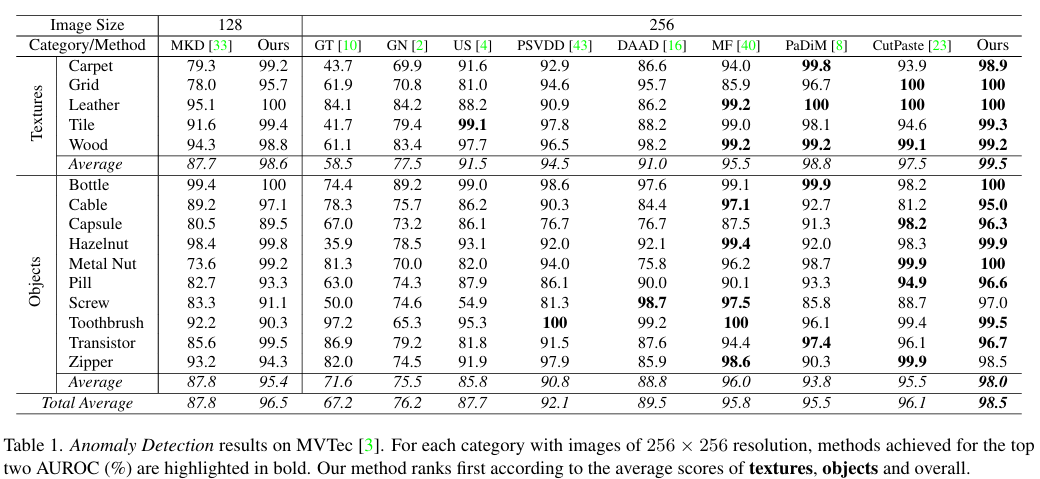 Image Size 128 256
Category/Method MKD [33] Ours GT [10] GN [2] US [4] PSVDD [43] DAAD [16] MF [40] PaDiM [8] CutPaste [23] Ours
Textures
Carpet 79.3 99.2 43.7 69.9 91.6 92.9 86.6 94.0 99.8 93.9 98.9
Grid 78.0 95.7 61.9 70.8 81.0 94.6 95.7 85.9 96.7 100 100
Leather 95.1 100 84.1 84.2 88.2 90.9 86.2 99.2 100 100 100
Tile 91.6 99.4 41.7 79.4 99.1 97.8 88.2 99.0 98.1 94.6 99.3
Wood 94.3 98.8 61.1 83.4 97.7 96.5 98.2 99.2 99.2 99.1 99.2
Average 87.7 98.6 58.5 77.5 91.5 94.5 91.0 95.5 98.8 97.5 99.5
Objects
Bottle 99.4 100 74.4 89.2 99.0 98.6 97.6 99.1 99.9 98.2 100
Cable 89.2 97.1 78.3 75.7 86.2 90.3 84.4 97.1 92.7 81.2 95.0
Capsule 80.5 89.5 67.0 73.2 86.1 76.7 76.7 87.5 91.3 98.2 96.3
Hazelnut 98.4 99.8 35.9 78.5 93.1 92.0 92.1 99.4 92.0 98.3 99.9
Metal Nut 73.6 99.2 81.3 70.0 82.0 94.0 75.8 96.2 98.7 99.9 100
Pill 82.7 93.3 63.0 74.3 87.9 86.1 90.0 90.1 93.3 94.9 96.6
Screw 83.3 91.1 50.0 74.6 54.9 81.3 98.7 97.5 85.8 88.7 97.0
Toothbrush 92.2 90.3 97.2 65.3 95.3 100 99.2 100 96.1 99.4 99.5
Transistor 85.6 99.5 86.9 79.2 81.8 91.5 87.6 94.4 97.4 96.1 96.7
Zipper 93.2 94.3 82.0 74.5 91.9 97.9 85.9 98.6 90.3 99.9 98.5
Average 87.8 95.4 71.6 75.5 85.8 90.8 88.8 96.0 93.8 95.5 98.0
Total Average 87.8 96.5 67.2 76.2 87.7 92.1 89.5 95.8 95.5 96.1 98.5
Table 1. Anomaly Detection results on MVTec [3]. For each category with images of 256 × 256 resolution, methods achieved for the top
two AUROC (%) are highlighted in bold. Our method ranks first according to the average scores of textures, objects and overall.